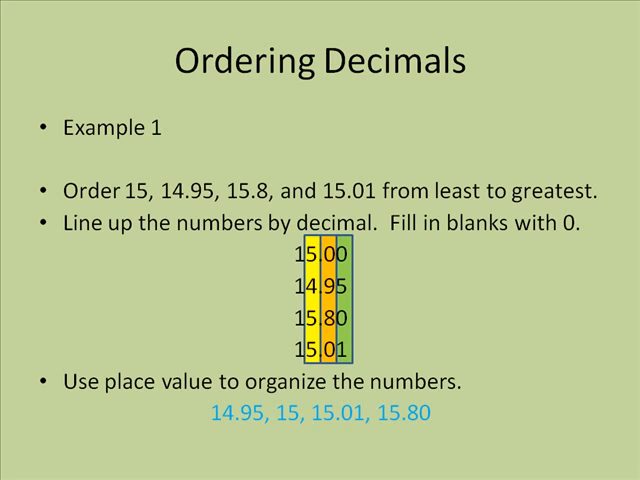 Ordering Decimals
• Example 1
• Order 15, 14.95, 15.8, and 15.01 from least to greatest.
• Line up the numbers by decimal.  Fill in blanks with 0.
15.00
14.95
15.80
15.01
• Use place value to organize the numbers.
14.95, 15, 15.01, 15.80